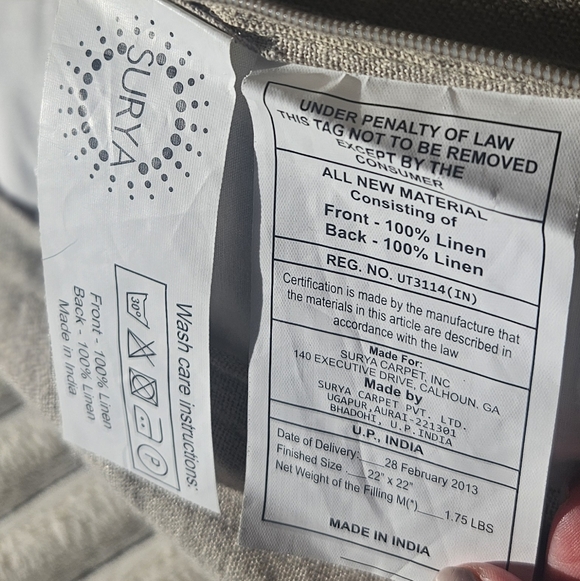 SURYA
Wash care instructions:
30°
P
Front - 100% Linen
Back - 100% Linen
Made in India
UNDER PENALTY OF LAW
THIS TAG NOT TO BE REMOVED
EXCEPT BY THE
CONSUMER
ALL NEW MATERIAL
Consisting of
Front - 100% Linen
Back - 100% Linen
REG. NO. UT3114(IN)
Certification is made by the manufacture that
the materials in this article are described in
accordance with the law
Made For:
SURYA CARPET, INC
140 EXECUTIVE DRIVE, CALHOUN. GA
Made by
SURYA CARPET PVT. LTD.
UGAPUR,AURAI-221301
BHADOHI, U.P.INDIA
U.P., INDIA
Date of Delivery: 28 February 2013
Finished Size 22" x 22"
Net Weight of the Filling M(*) 1.75 LBS
MADE IN INDIA